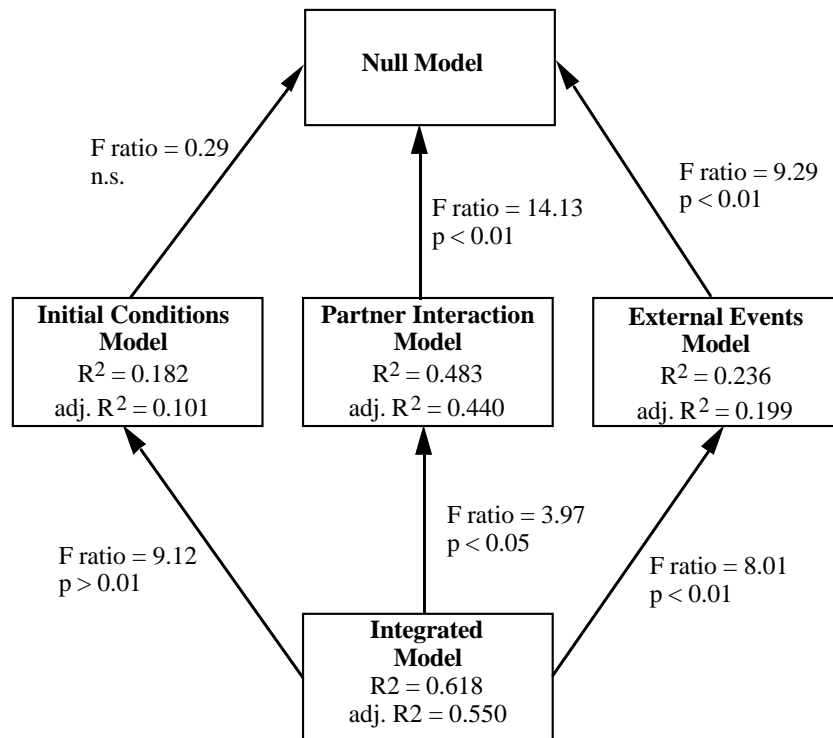 Null Model
F ratio = 0.29
n.s.
F ratio = 14.13
p < 0.01
F ratio = 9.29
p < 0.01
Initial Conditions
Model
R² = 0.182
adj. R² = 0.101
Partner Interaction
Model
R² = 0.483
adj. R² = 0.440
External Events
Model
R² = 0.236
adj. R² = 0.199
F ratio = 9.12
p > 0.01
F ratio = 3.97
p < 0.05
F ratio = 8.01
p < 0.01
Integrated
Model
R2 = 0.618
adj. R2 = 0.550